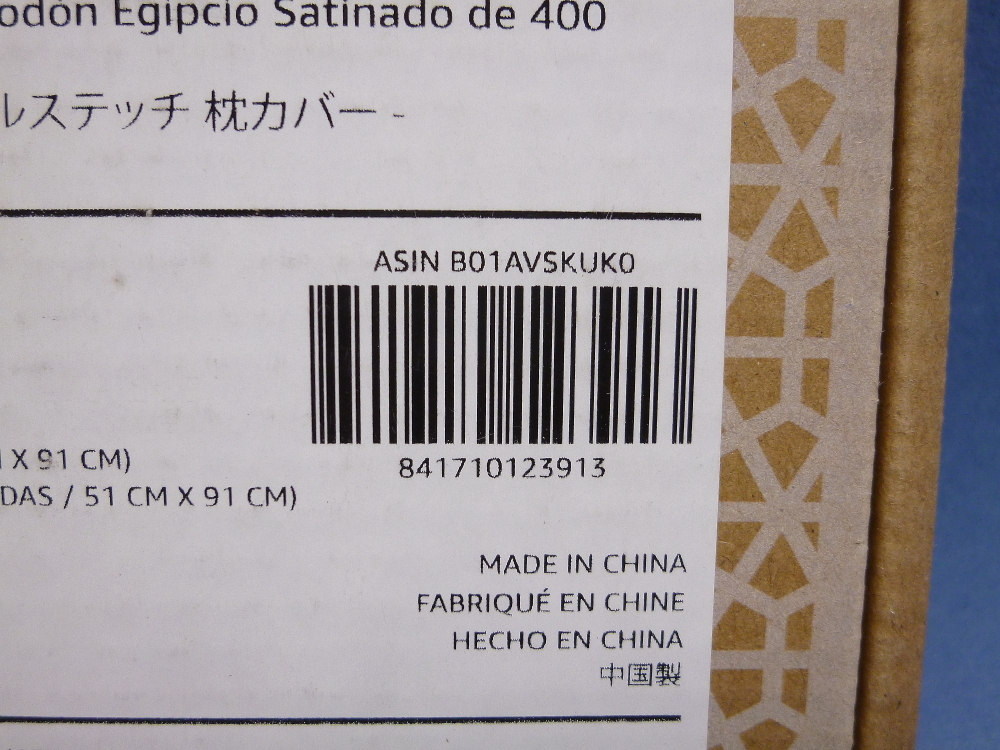 odón Egipcio Satinado de 400
ルステッチ 枕カバー -
ASIN B01AVSKUK0
841710123913
X 91 CM)
DAS / 51 CM X 91 CM)
MADE IN CHINA
FABRIQUÉ EN CHINE
HECHO EN CHINA
中国製